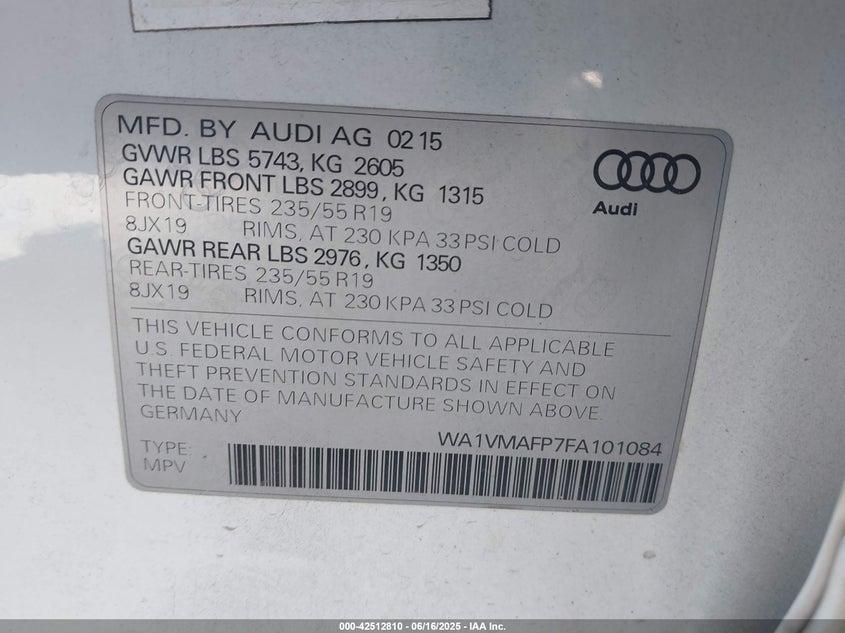 MFD. BY AUDI AG 02 15
GVWR LBS 5743, KG 2605
GAWR FRONT LBS 2899, KG 1315
FRONT-TIRES 235/55 R19
8JX19 RIMS, AT 230 KPA 33 PSI COLD
GAWR REAR LBS 2976, KG 1350
REAR-TIRES 235/55 R19
8JX19 RIMS, AT 230 KPA 33 PSI COLD
Audi
THIS VEHICLE CONFORMS TO ALL APPLICABLE
U.S. FEDERAL MOTOR VEHICLE SAFETY AND
THEFT PREVENTION STANDARDS IN EFFECT ON
THE DATE OF MANUFACTURE SHOWN ABOVE.
GERMANY
WA1VMAFP7FA101084
TYPE:
MPV
000-42512810 - 06/16/2025 - IAA Inc.